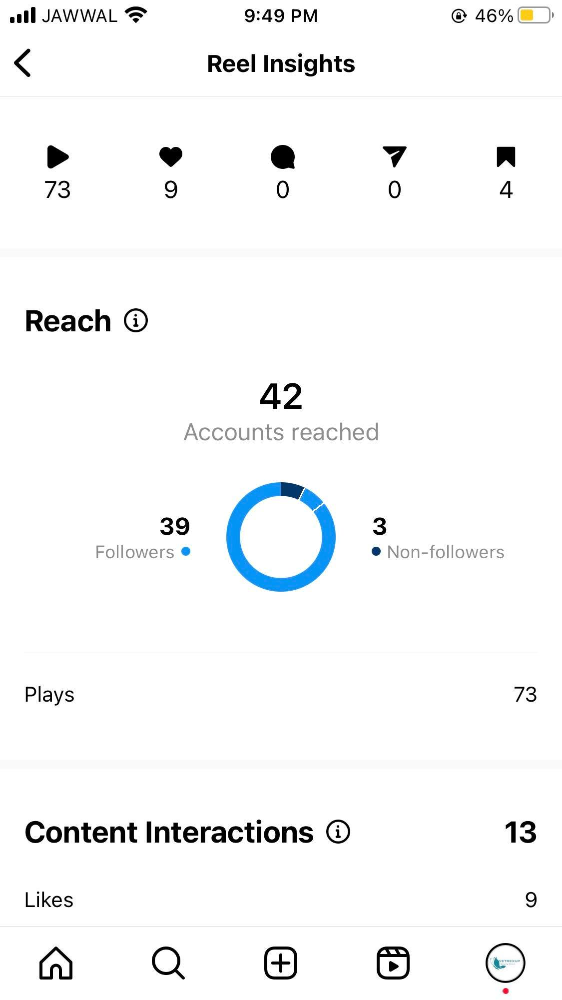 JAWWAL 9:49 PM 46%
Reel Insights
73 9 0 0 4
Reach
42
Accounts reached
39 3
Followers Non-followers
Plays 73
Content Interactions 13
Likes 9
VETREXUP